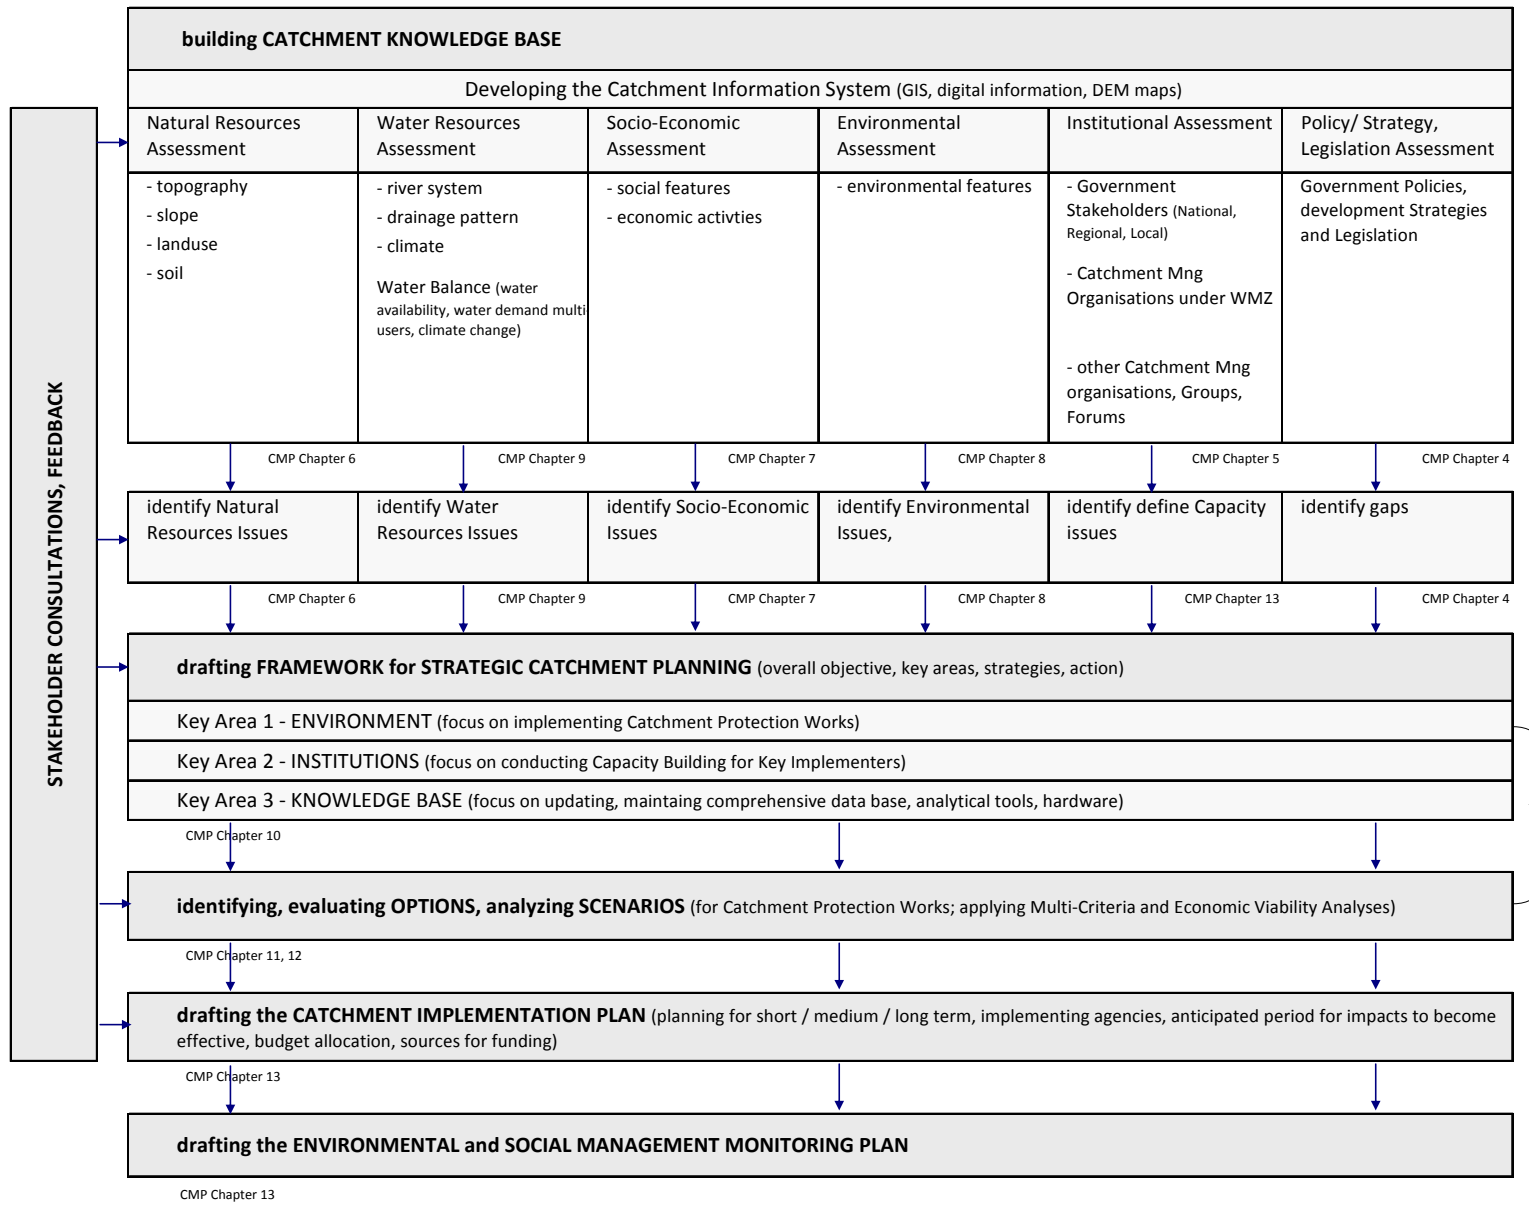 building CATCHMENT KNOWLEDGE BASE
Developing the Catchment Information System (GIS, digital information, DEM maps)
STAKEHOLDER CONSULTATIONS, FEEDBACK
Natural Resources
Assessment
Water Resources
Assessment
Socio-Economic
Assessment
Environmental
Assessment
Institutional Assessment
Policy/ Strategy,
Legislation Assessment
- topography
- slope
- landuse
- soil
- river system
- drainage pattern
- climate
Water Balance (water
availability, water demand multi
users, climate change)
- social features
- economic activties
- environmental features
- Government
Stakeholders (National,
Regional, Local)
- Catchment Mng
Organisations under WMZ
- other Catchment Mng
organisations, Groups,
Forums
Government Policies,
development Strategies
and Legislation
CMP Chapter 6
CMP Chapter 9
CMP Chapter 7
CMP Chapter 8
CMP Chapter 5
CMP Chapter 4
identify Natural
Resources Issues
identify Water
Resources Issues
identify Socio-Economic
Issues
identify Environmental
Issues,
identify define Capacity
issues
identify gaps
CMP Chapter 6
CMP Chapter 9
CMP Chapter 7
CMP Chapter 8
CMP Chapter 13
CMP Chapter 4
drafting FRAMEWORK for STRATEGIC CATCHMENT PLANNING (overall objective, key areas, strategies, action)
Key Area 1 - ENVIRONMENT (focus on implementing Catchment Protection Works)
Key Area 2 - INSTITUTIONS (focus on conducting Capacity Building for Key Implementers)
Key Area 3 - KNOWLEDGE BASE (focus on updating, maintaing comprehensive data base, analytical tools, hardware)
CMP Chapter 10
identifying, evaluating OPTIONS, analyzing SCENARIOS (for Catchment Protection Works; applying Multi-Criteria and Economic Viability Analyses)
CMP Chapter 11, 12
drafting the CATCHMENT IMPLEMENTATION PLAN (planning for short / medium / long term, implementing agencies, anticipated period for impacts to become
effective, budget allocation, sources for funding)
CMP Chapter 13
drafting the ENVIRONMENTAL and SOCIAL MANAGEMENT MONITORING PLAN
CMP Chapter 13